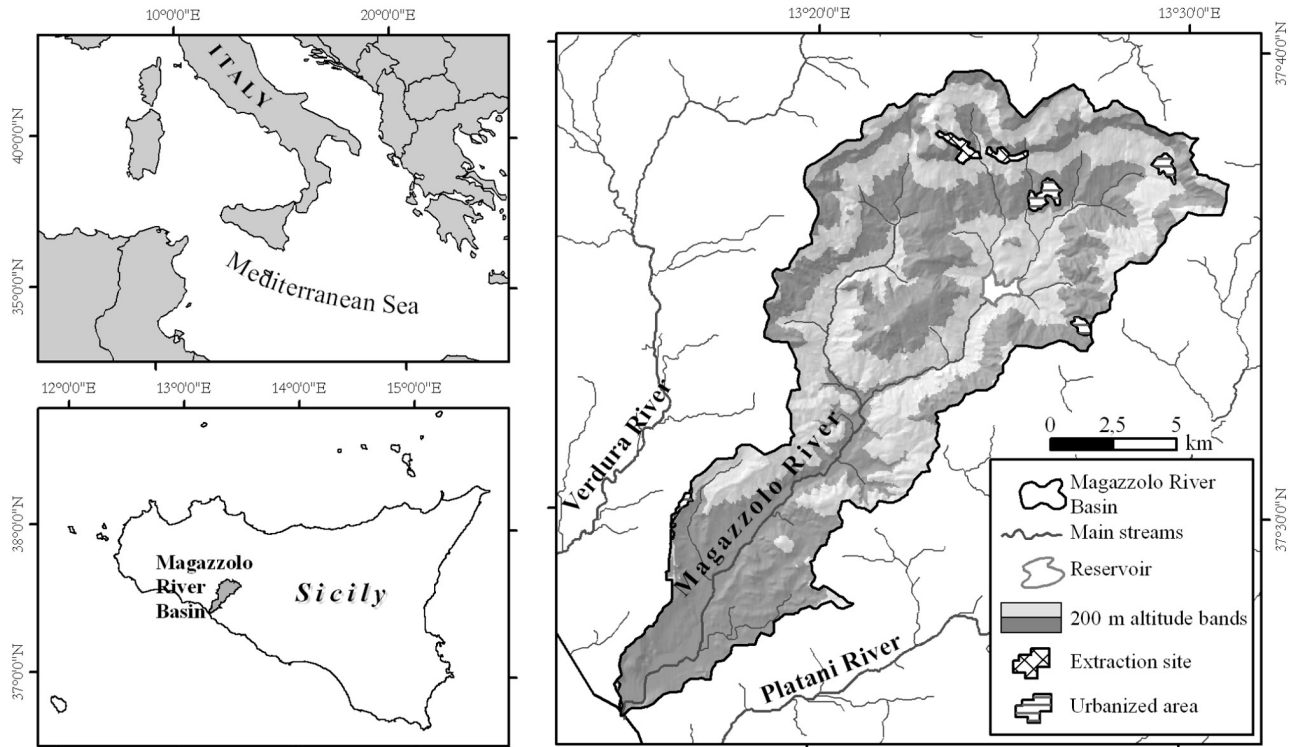 10°0'0"E
20°0'0"E
40°0'0"N
35°0'0"N
ITALY
Mediterranean Sea
12°0'0"E
13°0'0"E
14°0'0"E
15°0'0"E
38°0'0"N
37°0'0"N
Magazzolo
River
Basin
Sicily
13°20'0"E
13°30'0"E
37°40'0"N
37°30'0"N
Verdura River
Magazzolo River
Platani River
0
2,5
5
km
Magazzolo River
Basin
Main streams
Reservoir
200 m altitude bands
Extraction site
Urbanized area